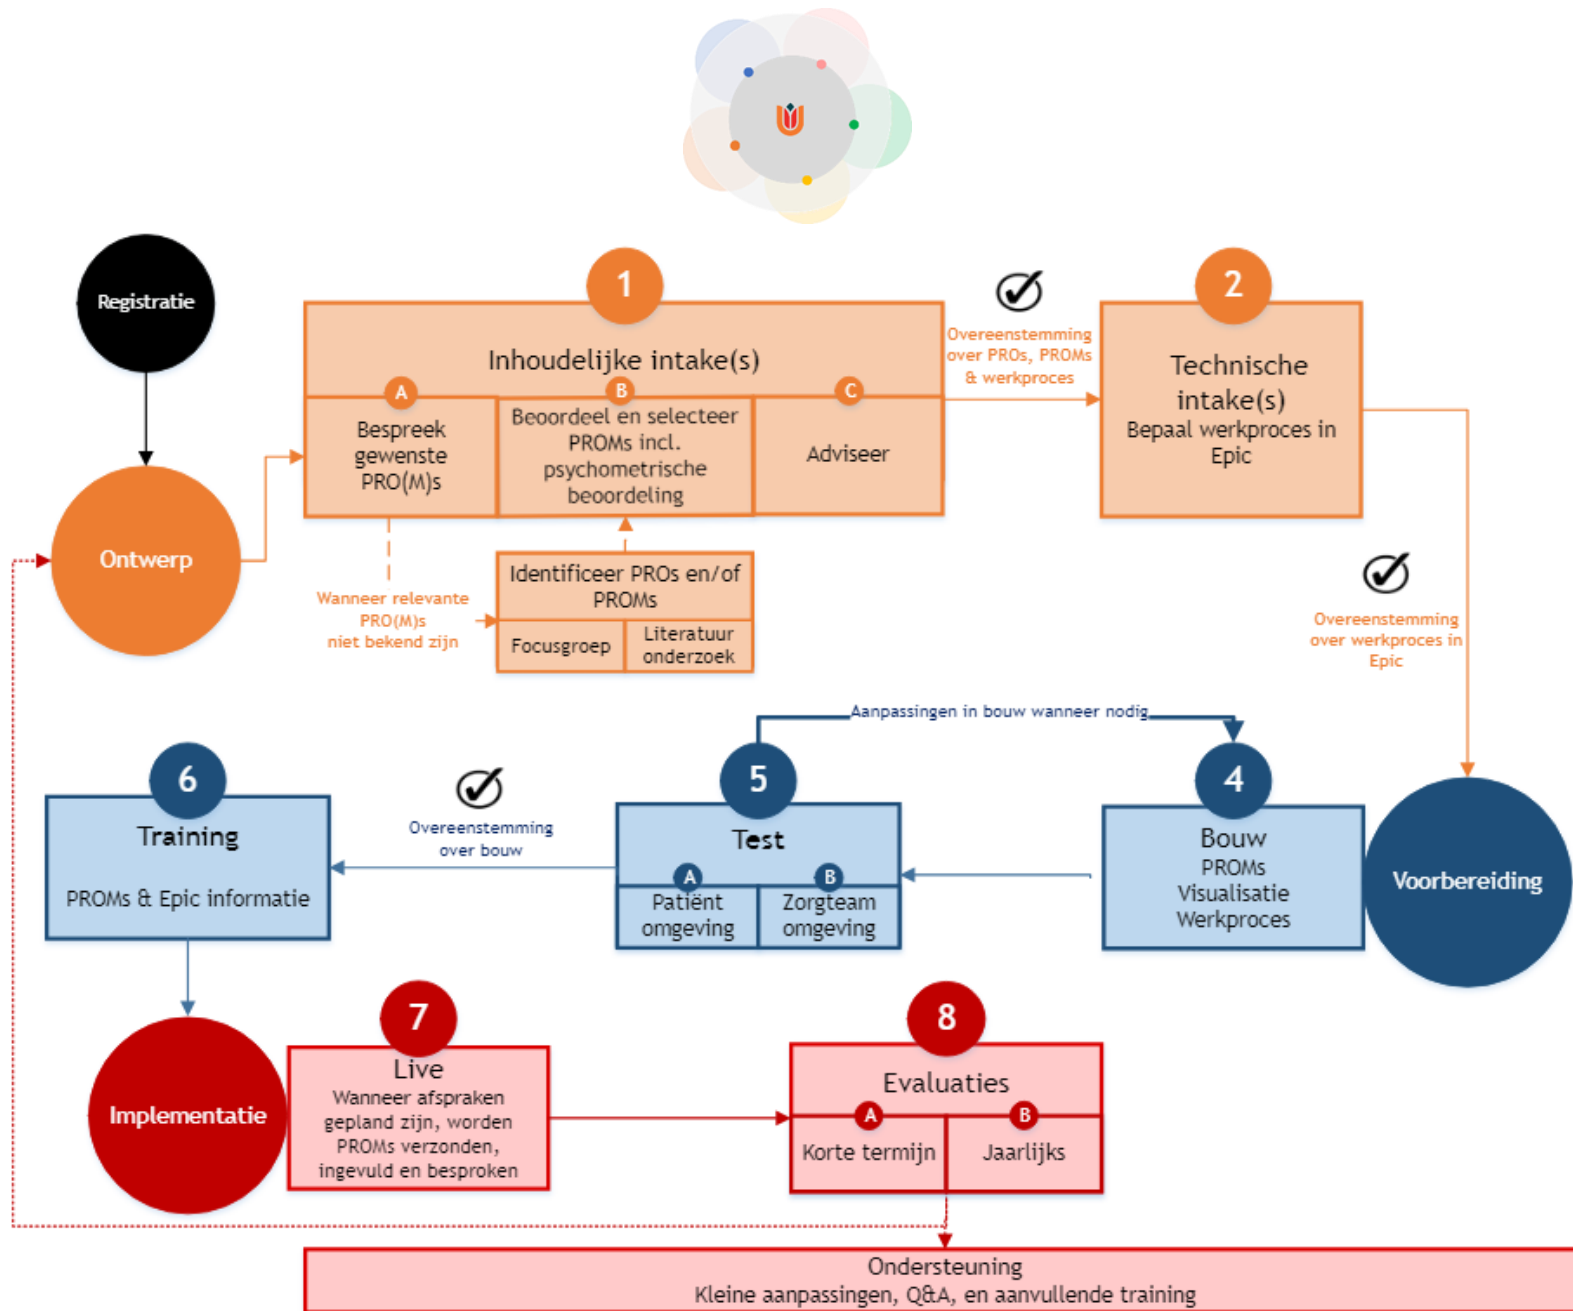 Registratie
Ontwerp
1
Inhoudelijke intake(s)
A
Bespreek
gewenste
PRO(M)s
B
Beoordeel en selecteer
PROMs incl.
psychometrische
beoordeling
C
Adviseer
Wanneer relevante
PRO(M)s
niet bekend zijn
Identificeer PROs en/of
PROMs
Focusgroep
Literatuur
onderzoek
Overeenstemming
over PROs, PROMs
& werkproces
2
Technische
intake(s)
Bepaal werkproces in
Epic
Overeenstemming
over werkproces in
Epic
Voorbereiding
4
Bouw
PROMs
Visualisatie
Werkproces
Aanpassingen in bouw wanneer nodig
5
Test
A
Patiënt
omgeving
B
Zorgteam
omgeving
Overeenstemming
over bouw
6
Training
PROMs & Epic informatie
Implementatie
7
Live
Wanneer afspraken
gepland zijn, worden
PROMs verzonden,
ingevuld en besproken
8
Evaluaties
A
Korte termijn
B
Jaarlijks
Ondersteuning
Kleine aanpassingen, Q&A, en aanvullende training